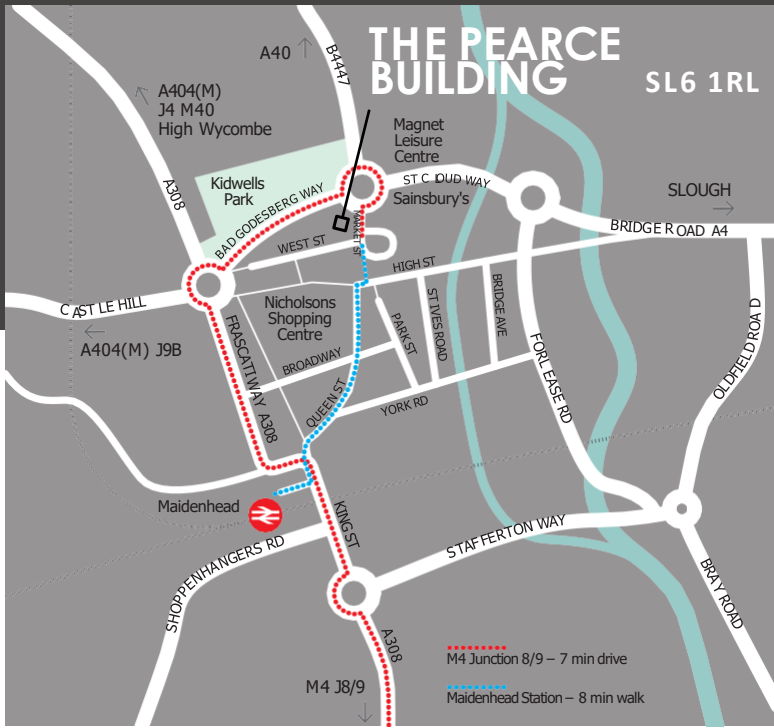 THE PEARCE
BUILDING
SL6 1RL
A40
B4447
A404(M)
J4 M40
High Wycombe
Magnet
Leisure
Centre
A308
Kidwells
Park
BAD GODESBERG WAY
ST CLOUD WAY
Sainsbury's
SLOUGH
BRIDGE ROAD A4
MARKET ST
WEST ST
HIGH ST
CASTLE HILL
A404(M) J9B
Nicholsons
Shopping
Centre
FRASCATI WAY A308
BROADWAY
PARK ST
ST IVES ROAD
BRIDGE AVE
FORLEASE RD
OLDFIELD ROAD
QUEEN ST
YORK RD
Maidenhead
KING ST
STAFFERTON WAY
SHOPPENHANGERS RD
BRAY ROAD
A308
M4 J8/9
M4 Junction 8/9 – 7 min drive
Maidenhead Station – 8 min walk